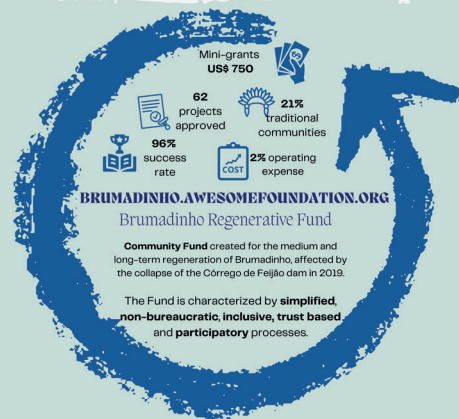 Mini-grants
US$ 750
62
projects
approved
21%
traditional
communities
96%
success
rate
COST
2% operating
expense
BRUMADINHO.AWESOMEFOUNDATION.ORG
Brumadinho Regenerative Fund
Community Fund created for the medium and
long-term regeneration of Brumadinho, affected by
the collapse of the Córrego de Feijão dam in 2019.
The Fund is characterized by simplified,
non-bureaucratic, inclusive, trust based
and participatory processes.